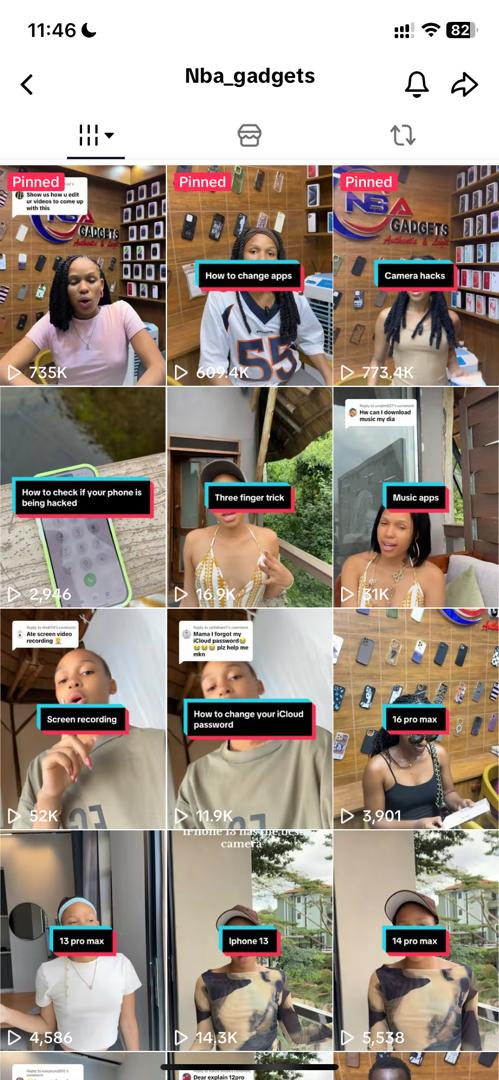 11:46
82
Nba_gadgets
Pinned
Show us how u edit
ur videos to come up
with this
GADGETS
Authentic & Legit
735K
Pinned
How to change apps
55
609.4K
Pinned
NBA
GADGETS
Authentic & Legit
Camera hacks
773.4K
How to check if your phone is
being hacked
2,946
Three finger trick
16.9K
Hw can I download
music my dia
Music apps
31K
Ate screen video
recording
Screen recording
52K
Mama I forgot my
iCloud password
plz help me
mkn
How to change your iCloud
password
11.9K
16 pro max
3,901
13 pro max
4,586
iPhone 13 has the best
camera
Iphone 13
14.3K
14 pro max
5,538
Dear explain 12pro